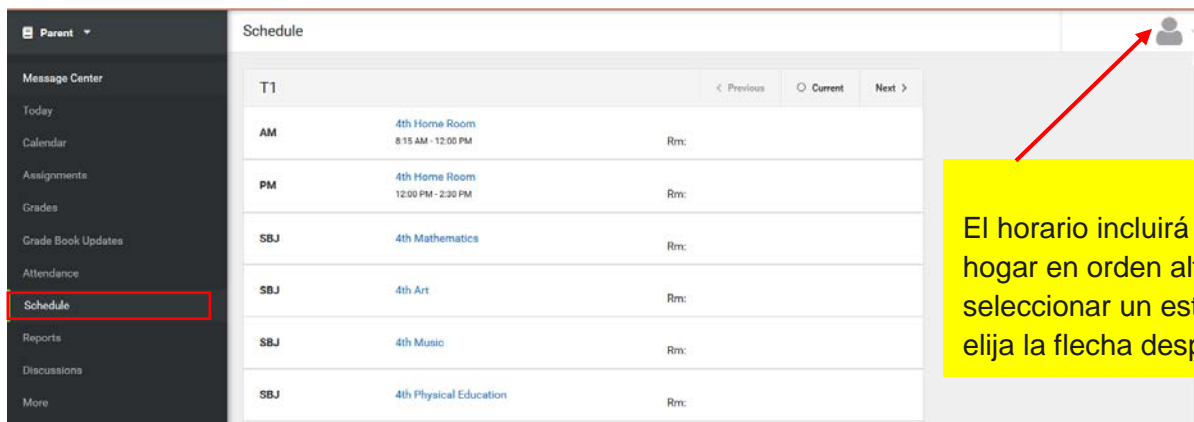 Parent
Schedule
Message Center
Today
Calendar
Assignments
Grades
Grade Book Updates
Attendance
Schedule
Reports
Discussions
More
T1
< Previous
Current
Next >
AM
4th Home Room
8:15 AM - 12:00 PM
Rm:
PM
4th Home Room
12:00 PM - 2:30 PM
Rm:
SBJ
4th Mathematics
Rm:
SBJ
4th Art
Rm:
SBJ
4th Music
Rm:
SBJ
4th Physical Education
Rm:
El horario incluirá
hogar en orden
seleccionar un
elija la flecha